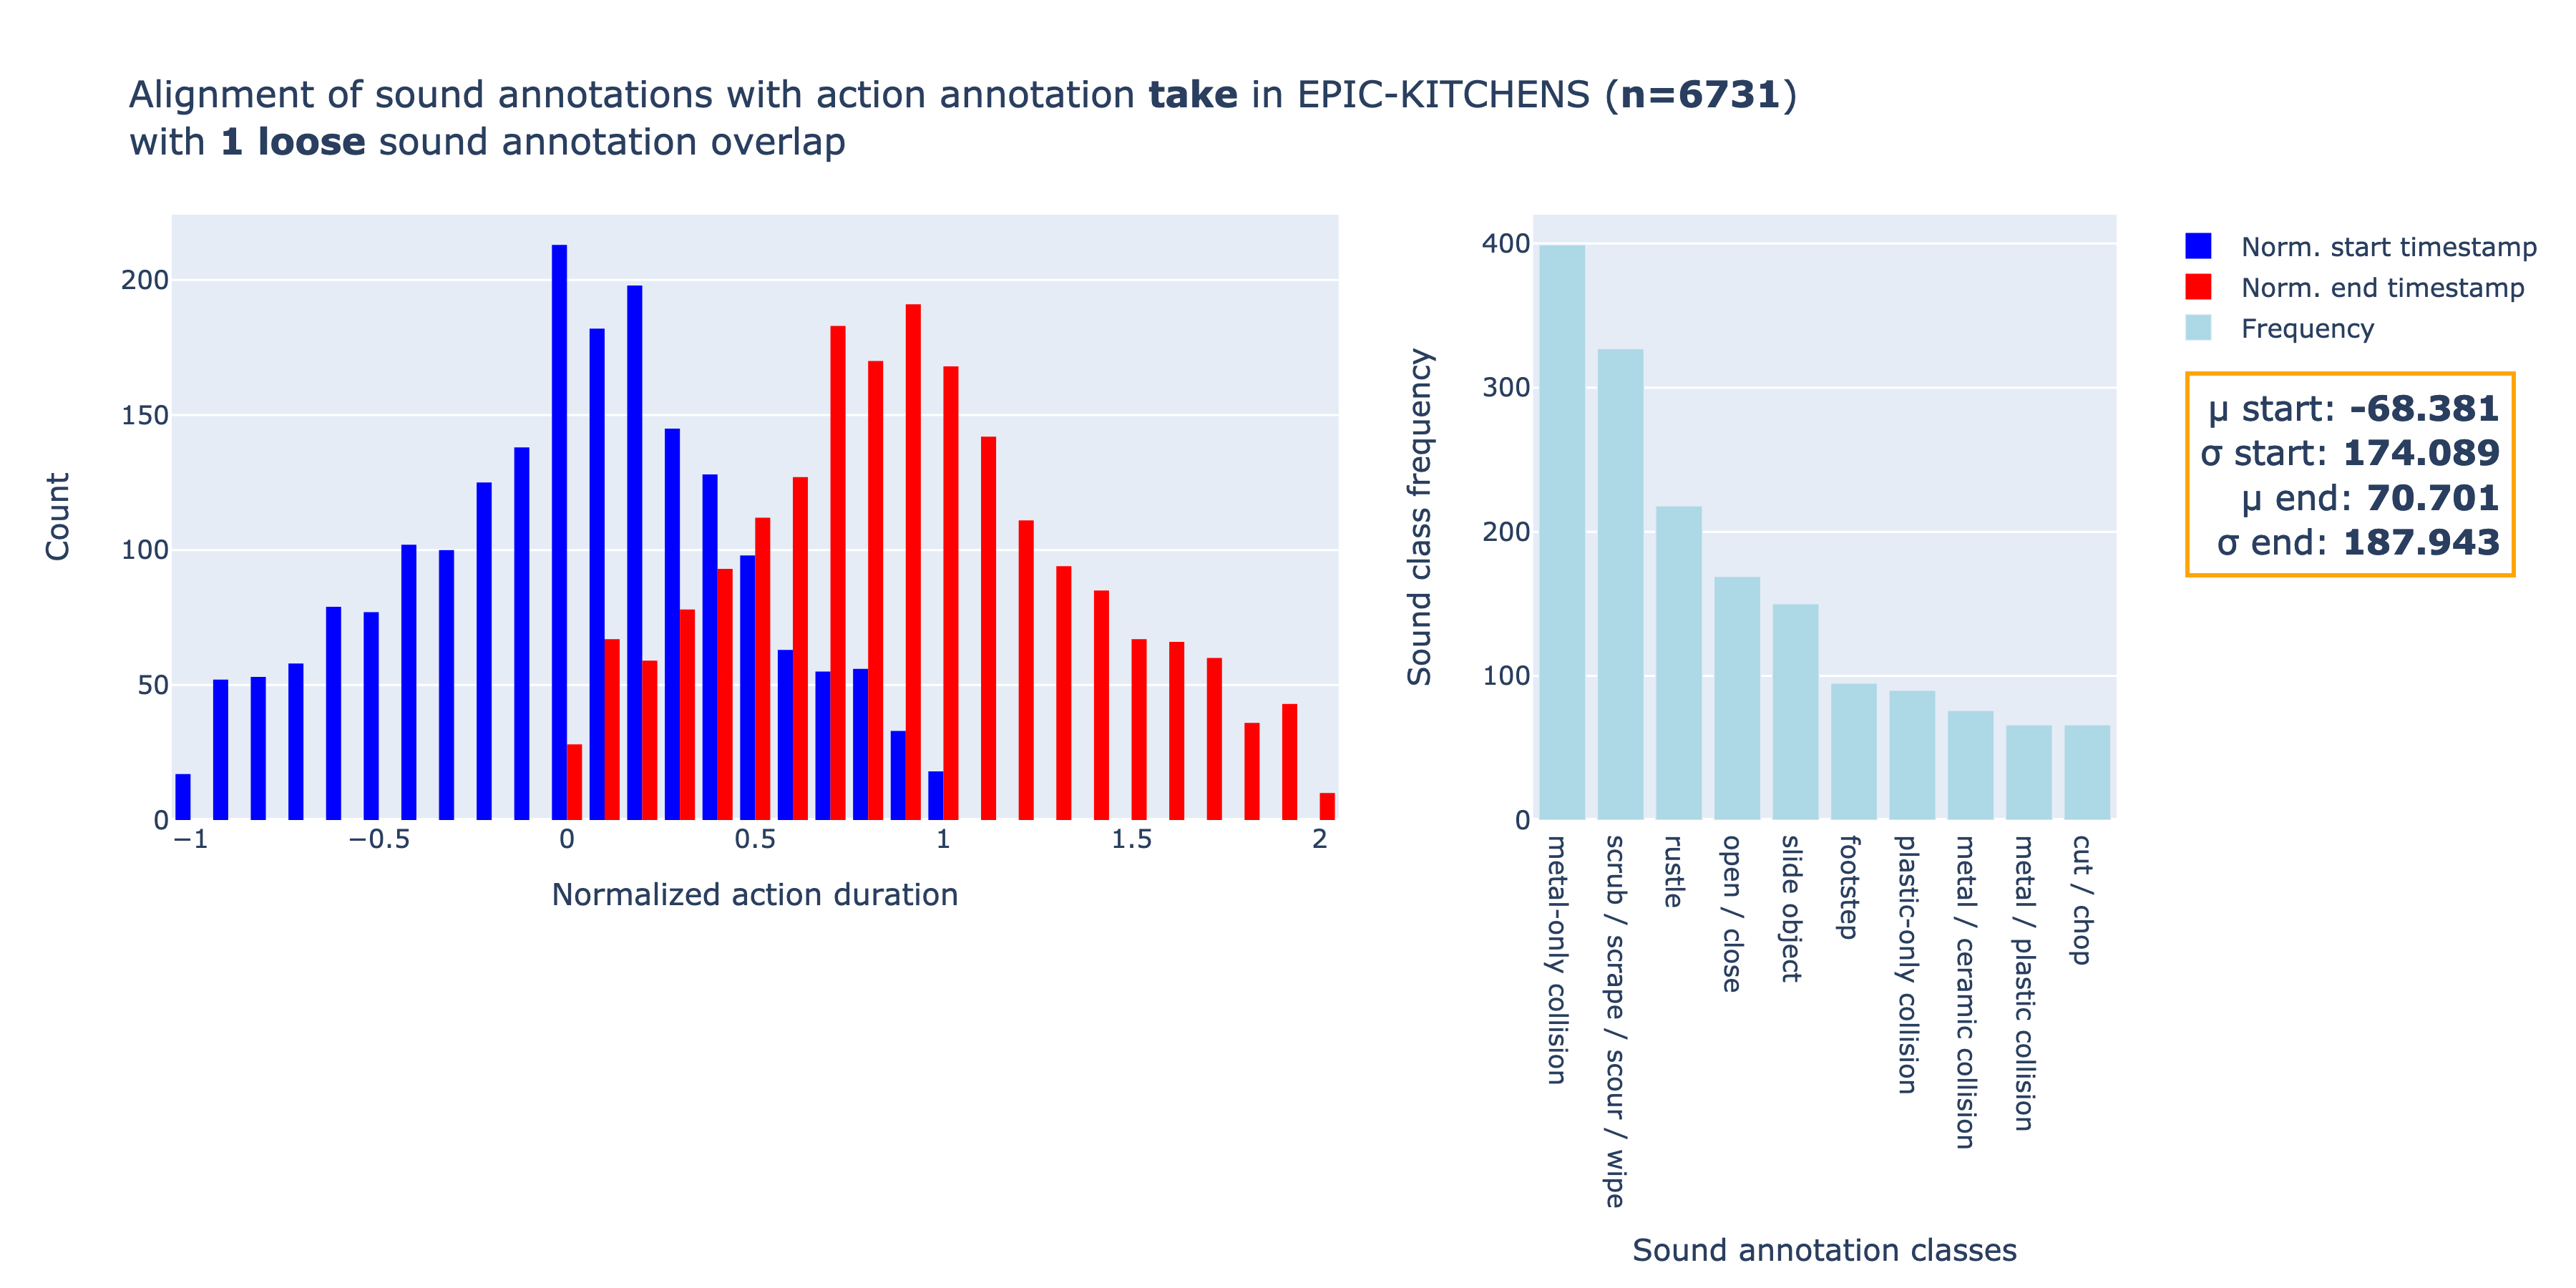 Alignment of sound annotations with action annotation take in EPIC-KITCHENS (n=6731)
with 1 loose sound annotation overlap
Count
200
150
100
50
0
−1
−0.5
0
0.5
1
1.5
2
Normalized action duration
Sound class frequency
400
300
200
100
0
metal-only collision
scrub / scrape / scour / wipe
rustle
open / close
slide object
footstep
plastic-only collision
metal / ceramic collision
metal / plastic collision
cut / chop
Sound annotation classes
Norm. start timestamp
Norm. end timestamp
Frequency
μ start: -68.381
σ start: 174.089
μ end: 70.701
σ end: 187.943